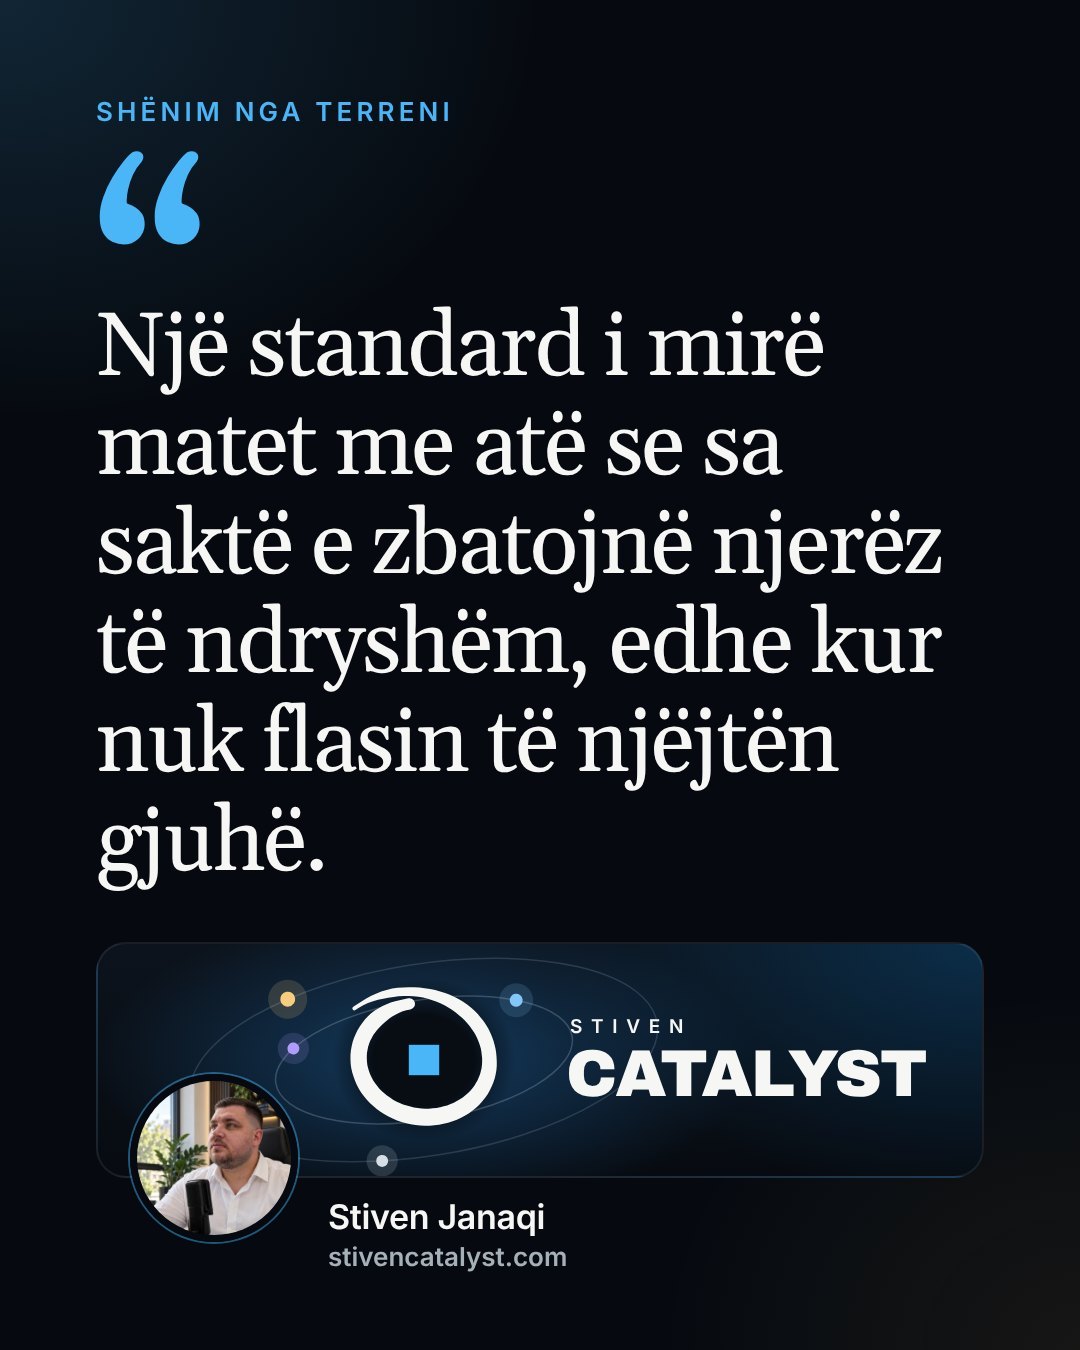 SHËNIM NGA TERRENI
“
Një standard i mirë
matet me atë se sa
saktë e zbatojnë njerëz
të ndryshëm, edhe kur
nuk flasin të njëjtën
gjuhë.
STIVEN
CATALYST
Stiven Janaqi
stivencatalyst.com